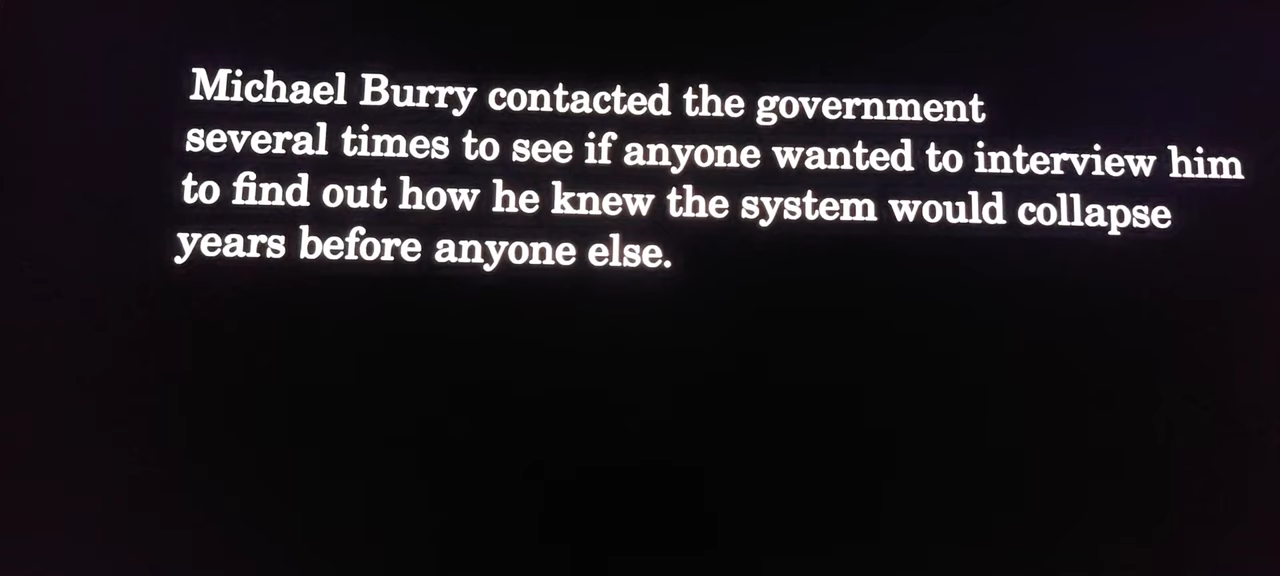 Michael Burry contacted the government
several times to see if anyone wanted to interview him
to find out how he knew the system would collapse
years before anyone else.